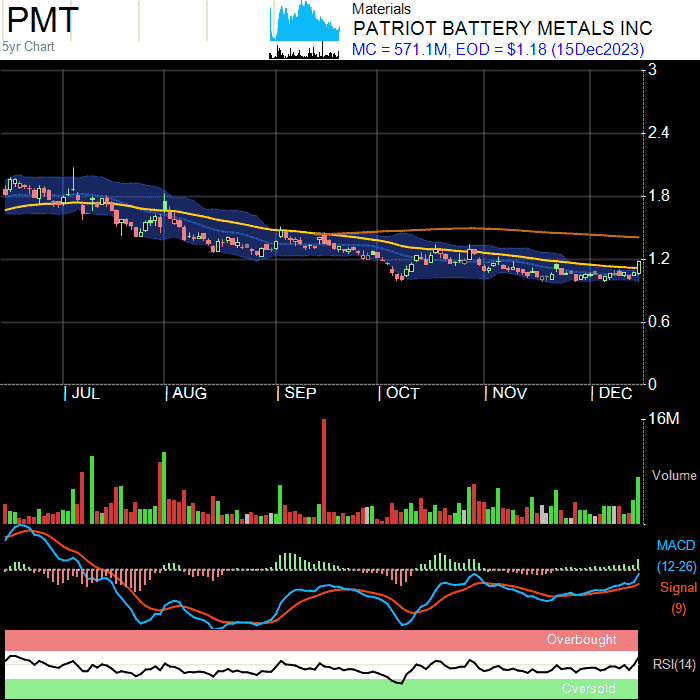 PMT
5yr Chart
Materials
PATRIOT BATTERY METALS INC
MC = 571.1M, EOD = $1.18 (15Dec2023)
3
2.4
1.8
1.2
0.6
0
JUL AUG SEP OCT NOV DEC
16M
Volume
MACD
(12-26)
Signal
(9)
Overbought
RSI(14)
Oversold